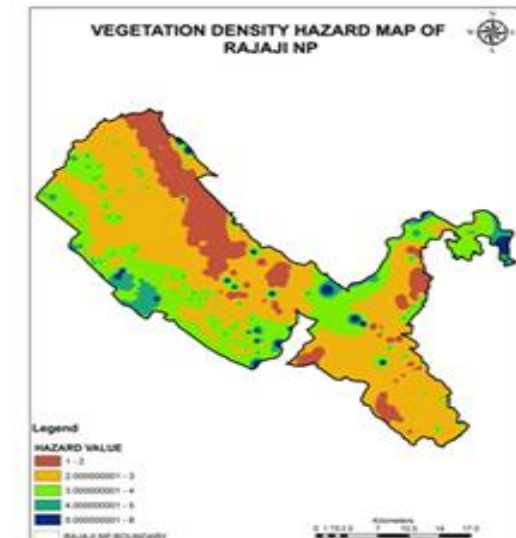 VEGETATION DENSITY HAZARD MAP OF
RAJAJI NP
N
Legend
HAZARD VALUE
1 - 2
2.000000001 - 3
3.000000001 - 4
4.000000001 - 5
5.000000001 - 6
RAJAJI NP BOUNDARY
Kilometers